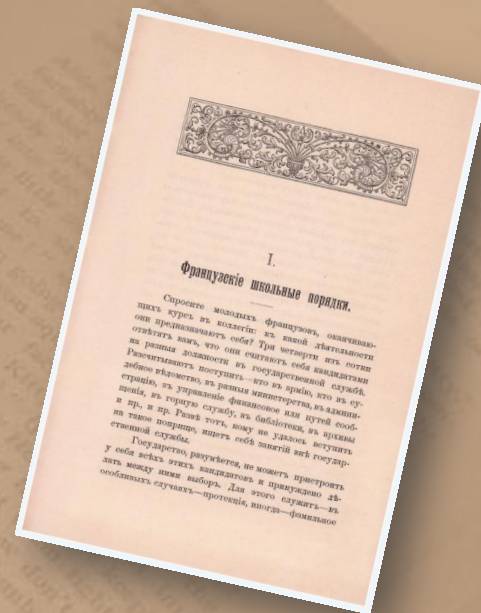 I.
Французскіе школьные порядки.
Спросите молодыхъ французовъ, оканчиваю-
щихъ курсъ въ коллегіи: къ какой дѣятельности
они предназначаютъ себя? Три четверти изъ сотни
отвѣтятъ вамъ, что они считаютъ себя кандидатами
на разныя должности въ государственной службѣ.
Разсчитываютъ поступить—кто въ армію, кто въ су-
дебное вѣдомство, въ разныя министерства, въ админи-
страцію, въ управленіе финансовое или путей сооб-
щенія, въ горную службу, въ библіотеки, въ архивы
и пр., и пр. Развѣ тотъ, кому не удалось вступить
на такое поприще, ищетъ себѣ занятій внѣ государ-
ственной службы.
Государство, разумѣется, не можетъ пристроить
у себя всѣхъ этихъ кандидатовъ и принуждено дѣ-
лать между ними выборъ. Для этого служитъ—въ
особливыхъ случаяхъ—протекція, иногда—фамильное